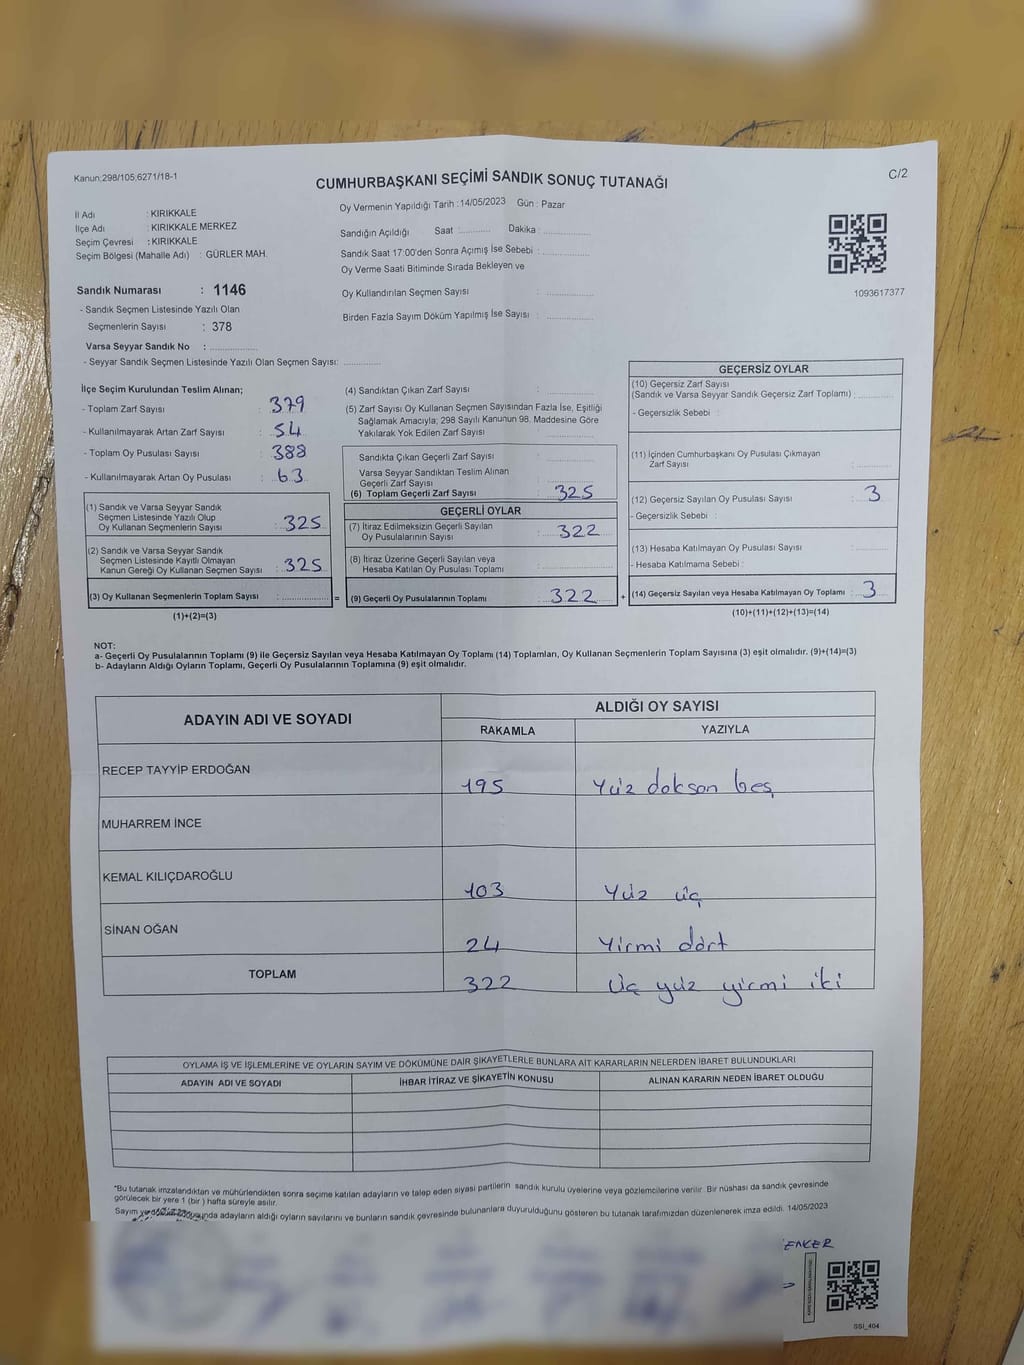 Kanun;298/105;6271/18-1
C/2
CUMHURBAŞKANI SEÇİMİ SANDIK SONUÇ TUTANAĞI
İl Adı : KIRIKKALE
İlçe Adı : KIRIKKALE MERKEZ
Seçim Çevresi : KIRIKKALE
Seçim Bölgesi (Mahalle Adı) : GÜRLER MAH.
Sandık Numarası : 1146
- Sandık Seçmen Listesinde Yazılı Olan
Seçmenlerin Sayısı : 378
Varsa Seyyar Sandık No :
- Seyyar Sandık Seçmen Listesinde Yazılı Olan Seçmen Sayısı:
Oy Vermenin Yapıldığı Tarih :14/05/2023 Gün : Pazar
Sandığın Açıldığı Saat : Dakika :
Sandık Saat 17:00'den Sonra Açımış İse Sebebi :
Oy Verme Saati Bitiminde Sırada Bekleyen ve
Oy Kullandırılan Seçmen Sayısı :
Birden Fazla Sayım Döküm Yapılmış İse Sayısı :
1093617377
İlçe Seçim Kurulundan Teslim Alınan;
- Toplam Zarf Sayısı : 379
- Kullanılmayarak Artan Zarf Sayısı : 54
- Toplam Oy Pusulası Sayısı : 388
- Kullanılmayarak Artan Oy Pusulası : 63
(1) Sandık ve Varsa Seyyar Sandık
Seçmen Listesinde Yazılı Olup
Oy Kullanan Seçmenlerin Sayısı : 325
(2) Sandık ve Varsa Seyyar Sandık
Seçmen Listesinde Kayıtlı Olmayan
Kanun Gereği Oy Kullanan Seçmen Sayısı : 325
(3) Oy Kullanan Seçmenlerin Toplam Sayısı :
(1)+(2)=(3)
(4) Sandıktan Çıkan Zarf Sayısı :
(5) Zarf Sayısı Oy Kullanan Seçmen Sayısından Fazla İse, Eşitliği
Sağlamak Amacıyla; 298 Sayılı Kanunun 98. Maddesine Göre
Yakılarak Yok Edilen Zarf Sayısı :
Sandıkta Çıkan Geçerli Zarf Sayısı :
Varsa Seyyar Sandıktan Teslim Alınan
Geçerli Zarf Sayısı :
(6) Toplam Geçerli Zarf Sayısı : 325
GEÇERLİ OYLAR
(7) İtiraz Edilmeksizin Geçerli Sayılan
Oy Pusulalarının Sayısı : 322
(8) İtiraz Üzerine Geçerli Sayılan veya
Hesaba Katılan Oy Pusulası Toplamı :
= (9) Geçerli Oy Pusulalarının Toplamı : 322 +
GEÇERSİZ OYLAR
(10) Geçersiz Zarf Sayısı
(Sandık ve Varsa Seyyar Sandık Geçersiz Zarf Toplamı) :
- Geçersizlik Sebebi :
(11) İçinden Cumhurbaşkanı Oy Pusulası Çıkmayan
Zarf Sayısı :
(12) Geçersiz Sayılan Oy Pusulası Sayısı : 3
- Geçersizlik Sebebi :
(13) Hesaba Katılmayan Oy Pusulası Sayısı :
- Hesaba Katılmama Sebebi :
(14) Geçersiz Sayılan veya Hesaba Katılmayan Oy Toplamı : 3
(10)+(11)+(12)+(13)=(14)
NOT:
a- Geçerli Oy Pusulalarının Toplamı (9) ile Geçersiz Sayılan veya Hesaba Katılmayan Oy Toplamı (14) Toplamları, Oy Kullanan Seçmenlerin Toplam Sayısına (3) eşit olmalıdır. (9)+(14)=(3)
b- Adayların Aldığı Oyların Toplamı, Geçerli Oy Pusulalarının Toplamına (9) eşit olmalıdır.
ADAYIN ADI VE SOYADI
ALDIĞI OY SAYISI
RAKAMLA YAZIYLA
RECEP TAYYİP ERDOĞAN 195 Yüz doksan beş
MUHARREM İNCE
KEMAL KILIÇDAROĞLU 103 Yüz üç
SİNAN OĞAN 24 Yirmi dört
TOPLAM 322 Üç yüz yirmi iki
OYLAMA İŞ VE İŞLEMLERİNE VE OYLARIN SAYIM VE DÖKÜMÜNE DAİR ŞİKAYETLERLE BUNLARA AİT KARARLARIN NELERDEN İBARET BULUNDUKLARI
ADAYIN ADI VE SOYADI İHBAR İTİRAZ VE ŞİKAYETİN KONUSU ALINAN KARARIN NEDEN İBARET OLDUĞU
*Bu tutanak imzalandıktan ve mühürlendikten sonra seçime katılan adayların ve talep eden siyasi partilerin sandık kurulu üyelerine veya gözlemcilerine verilir. Bir nüshası da sandık çevresinde
görülecek bir yere 1 (bir ) hafta süreyle asılır.
Sayım adayların aldığı oyların sayılarını ve bunların sandık çevresinde bulunanlara duyurulduğunu gösteren bu tutanak tarafımızdan düzenlenerek imza edildi. 14/05/2023
SSİ_404